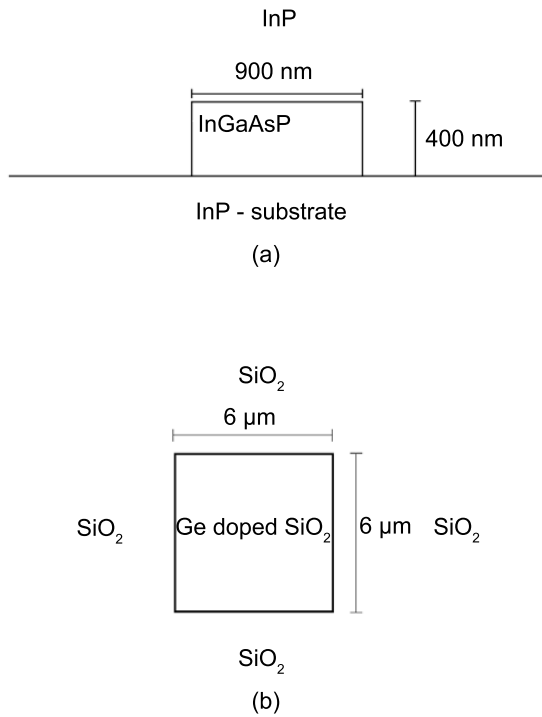 InP
900 nm
InGaAsP
400 nm
InP - substrate
(a)
SiO₂
6 µm
SiO₂ Ge doped SiO₂ 6 µm SiO₂
SiO₂
(b)